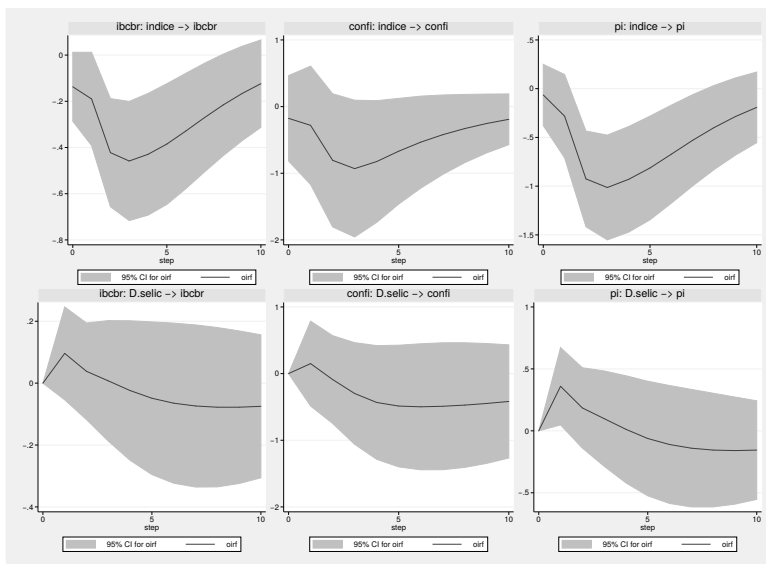 ibcbr: indice −> ibcbr
0
−.2
−.4
−.6
−.8
0
5
10
step
95% CI for oirf
oirf
confi: indice −> confi
1
0
−1
−2
0
5
10
step
95% CI for oirf
oirf
pi: indice −> pi
.5
0
−.5
−1
−1.5
0
5
10
step
95% CI for oirf
oirf
ibcbr: D.selic −> ibcbr
.2
0
−.2
−.4
0
5
10
step
95% CI for oirf
oirf
confi: D.selic −> confi
1
0
−1
−2
0
5
10
step
95% CI for oirf
oirf
pi: D.selic −> pi
1
.5
0
−.5
0
5
10
step
95% CI for oirf
oirf